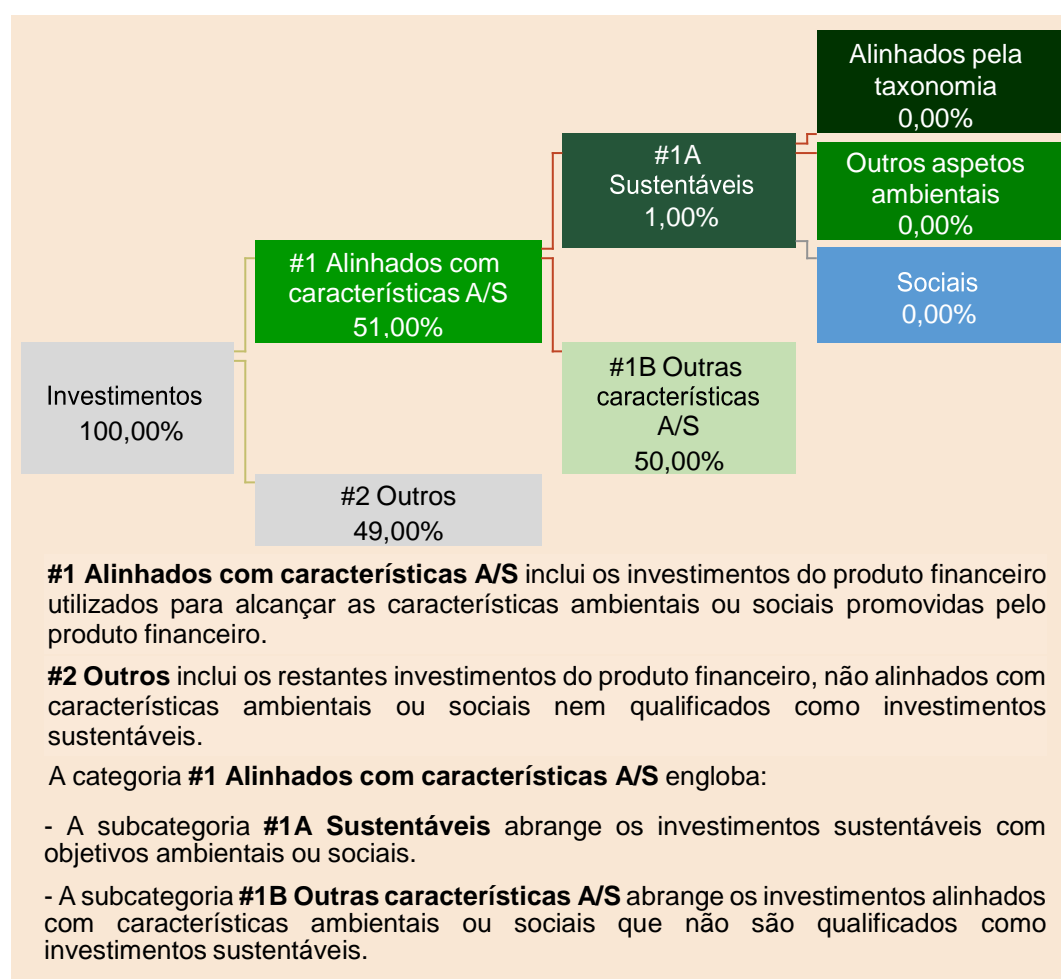 Alinhados pela
taxonomia
0,00%
#1A
Sustentáveis
1,00%
Outros aspetos
ambientais
0,00%
#1 Alinhados com
características A/S
51,00%
Sociais
0,00%
Investimentos
100,00%
#1B Outras
características
A/S
50,00%
#2 Outros
49,00%
#1 Alinhados com características A/S inclui os investimentos do produto financeiro
utilizados para alcançar as características ambientais ou sociais promovidas pelo
produto financeiro.
#2 Outros inclui os restantes investimentos do produto financeiro, não alinhados com
características ambientais ou sociais nem qualificados como investimentos
sustentáveis.
A categoria #1 Alinhados com características A/S engloba:
- A subcategoria #1A Sustentáveis abrange os investimentos sustentáveis com
objetivos ambientais ou sociais.
- A subcategoria #1B Outras características A/S abrange os investimentos alinhados
com características ambientais ou sociais que não são qualificados como
investimentos sustentáveis.